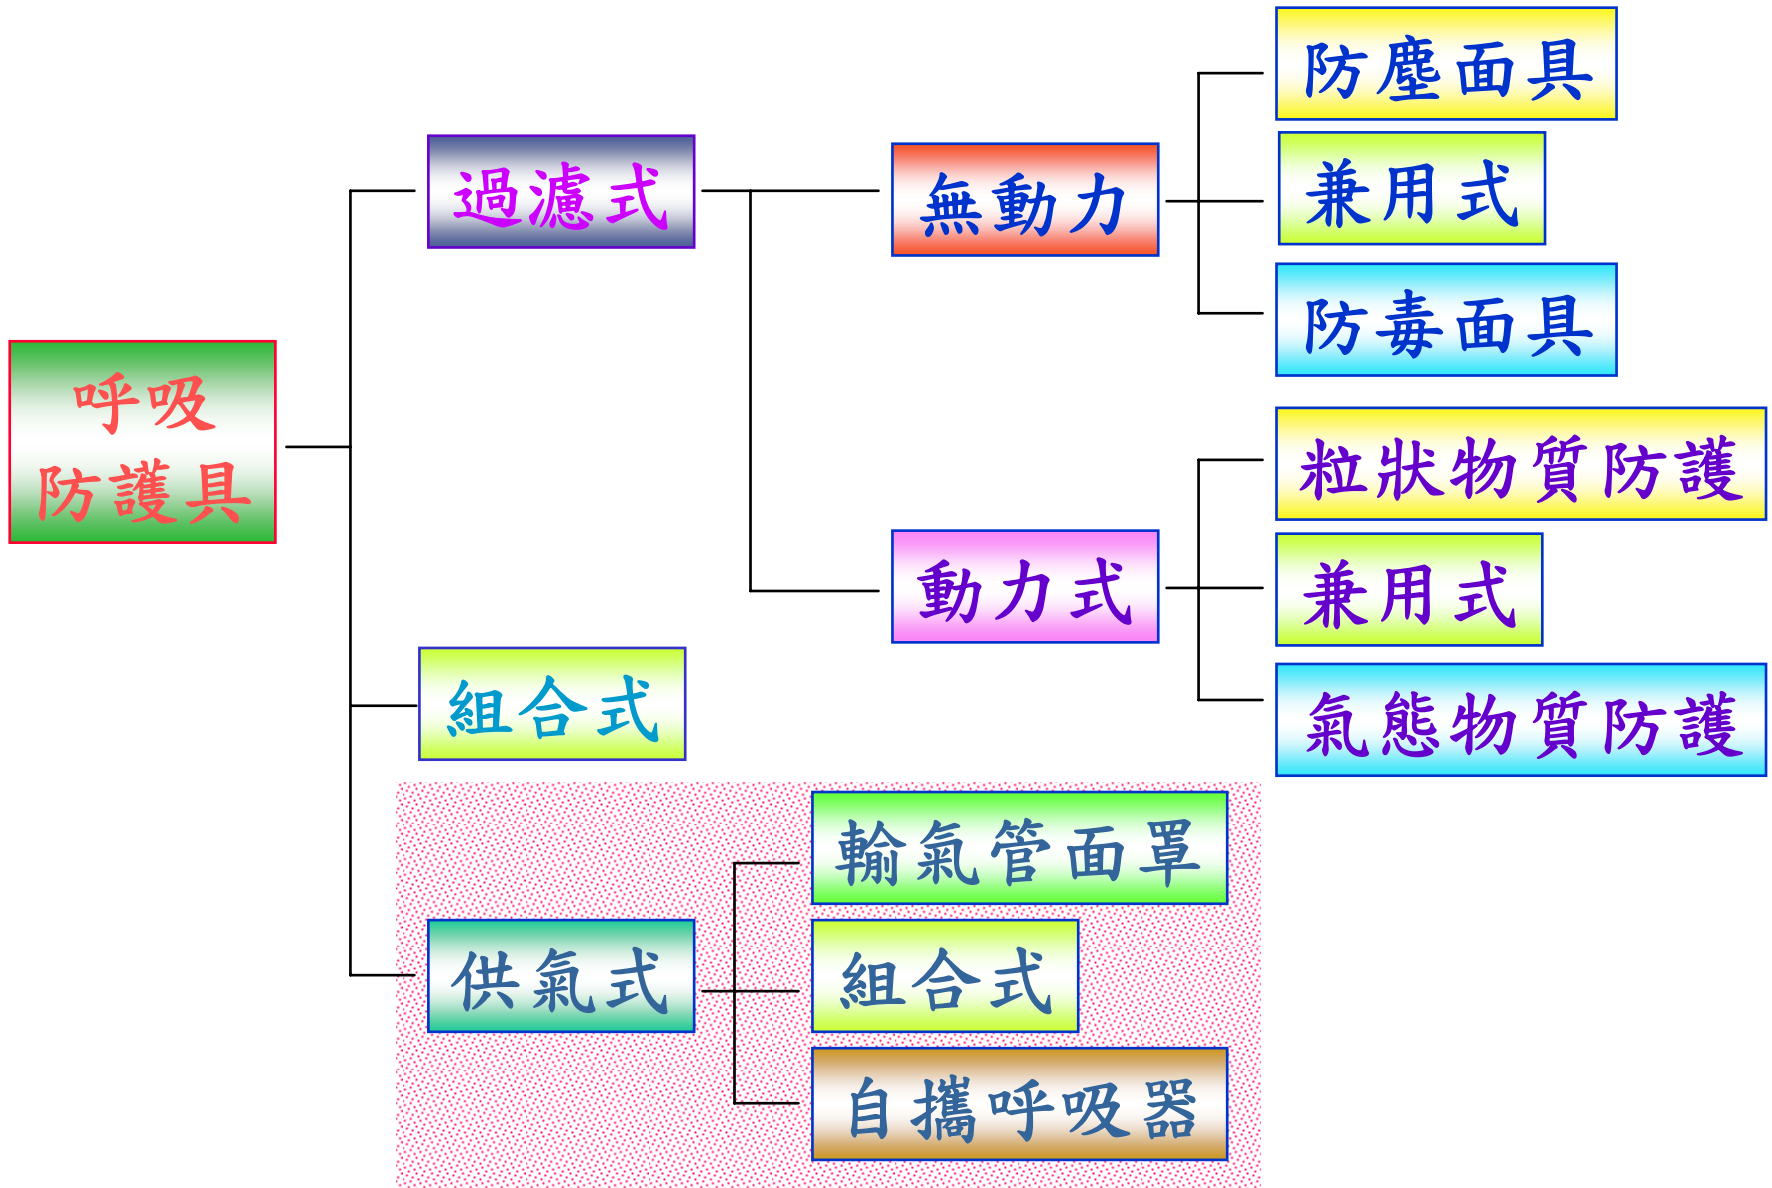 呼吸
防護具
過濾式
無動力
防塵面具
兼用式
防毒面具
動力式
粒狀物質防護
兼用式
氣態物質防護
組合式
供氣式
輸氣管面罩
組合式
自攜呼吸器